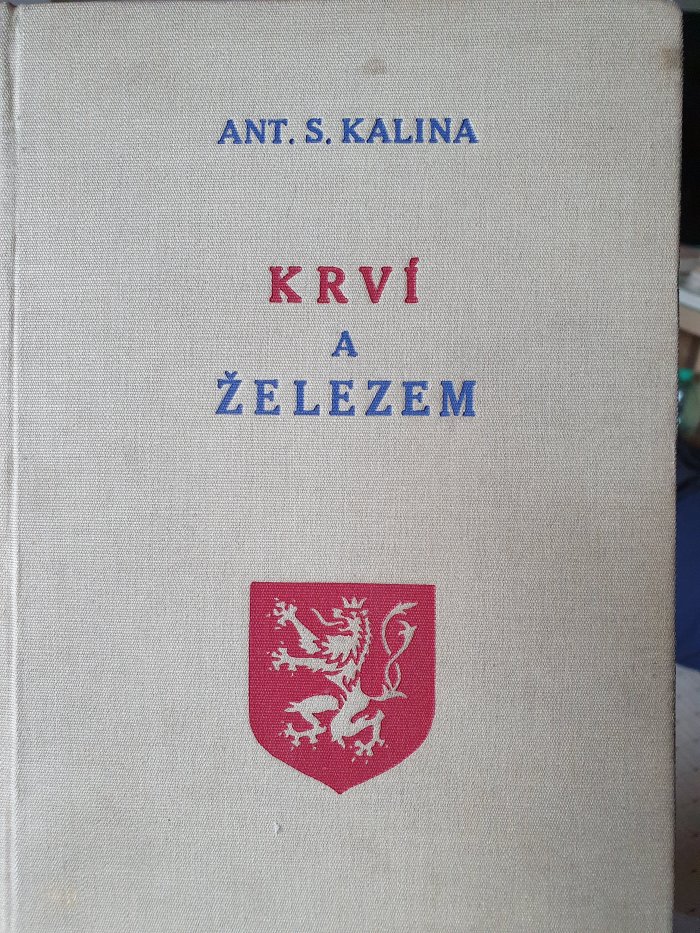 ANT. S. KALINA
KRVÍ
A
ŽELEZEM